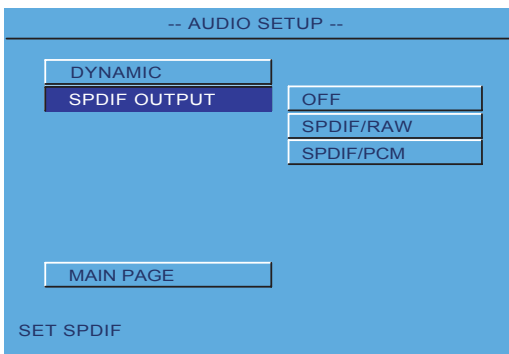 -- AUDIO SETUP --
DYNAMIC
SPDIF OUTPUT
OFF
SPDIF/RAW
SPDIF/PCM
MAIN PAGE
SET SPDIF